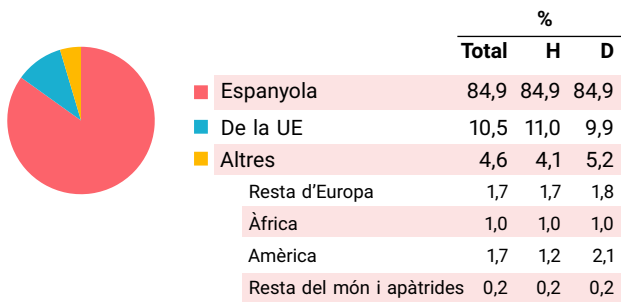 %
Total H D
Espanyola 84,9 84,9 84,9
De la UE 10,5 11,0 9,9
Altres 4,6 4,1 5,2
Resta d’Europa 1,7 1,7 1,8
Àfrica 1,0 1,0 1,0
Amèrica 1,7 1,2 2,1
Resta del món i apàtrides 0,2 0,2 0,2